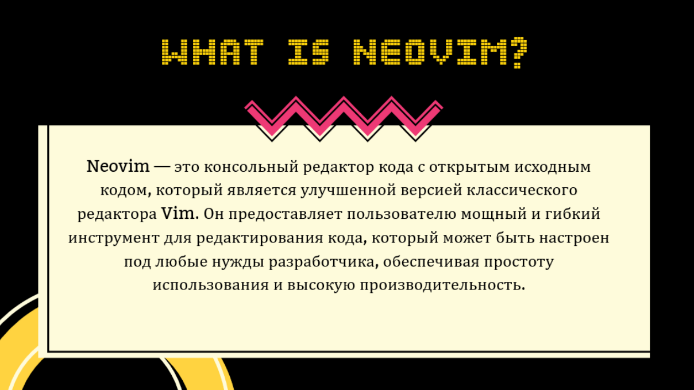 WHAT IS NEOVIM?
Neovim — это консольный редактор кода с открытым исходным
кодом, который является улучшенной версией классического
редактора Vim. Он предоставляет пользователю мощный и гибкий
инструмент для редактирования кода, который может быть настроен
под любые нужды разработчика, обеспечивая простоту
использования и высокую производительность.